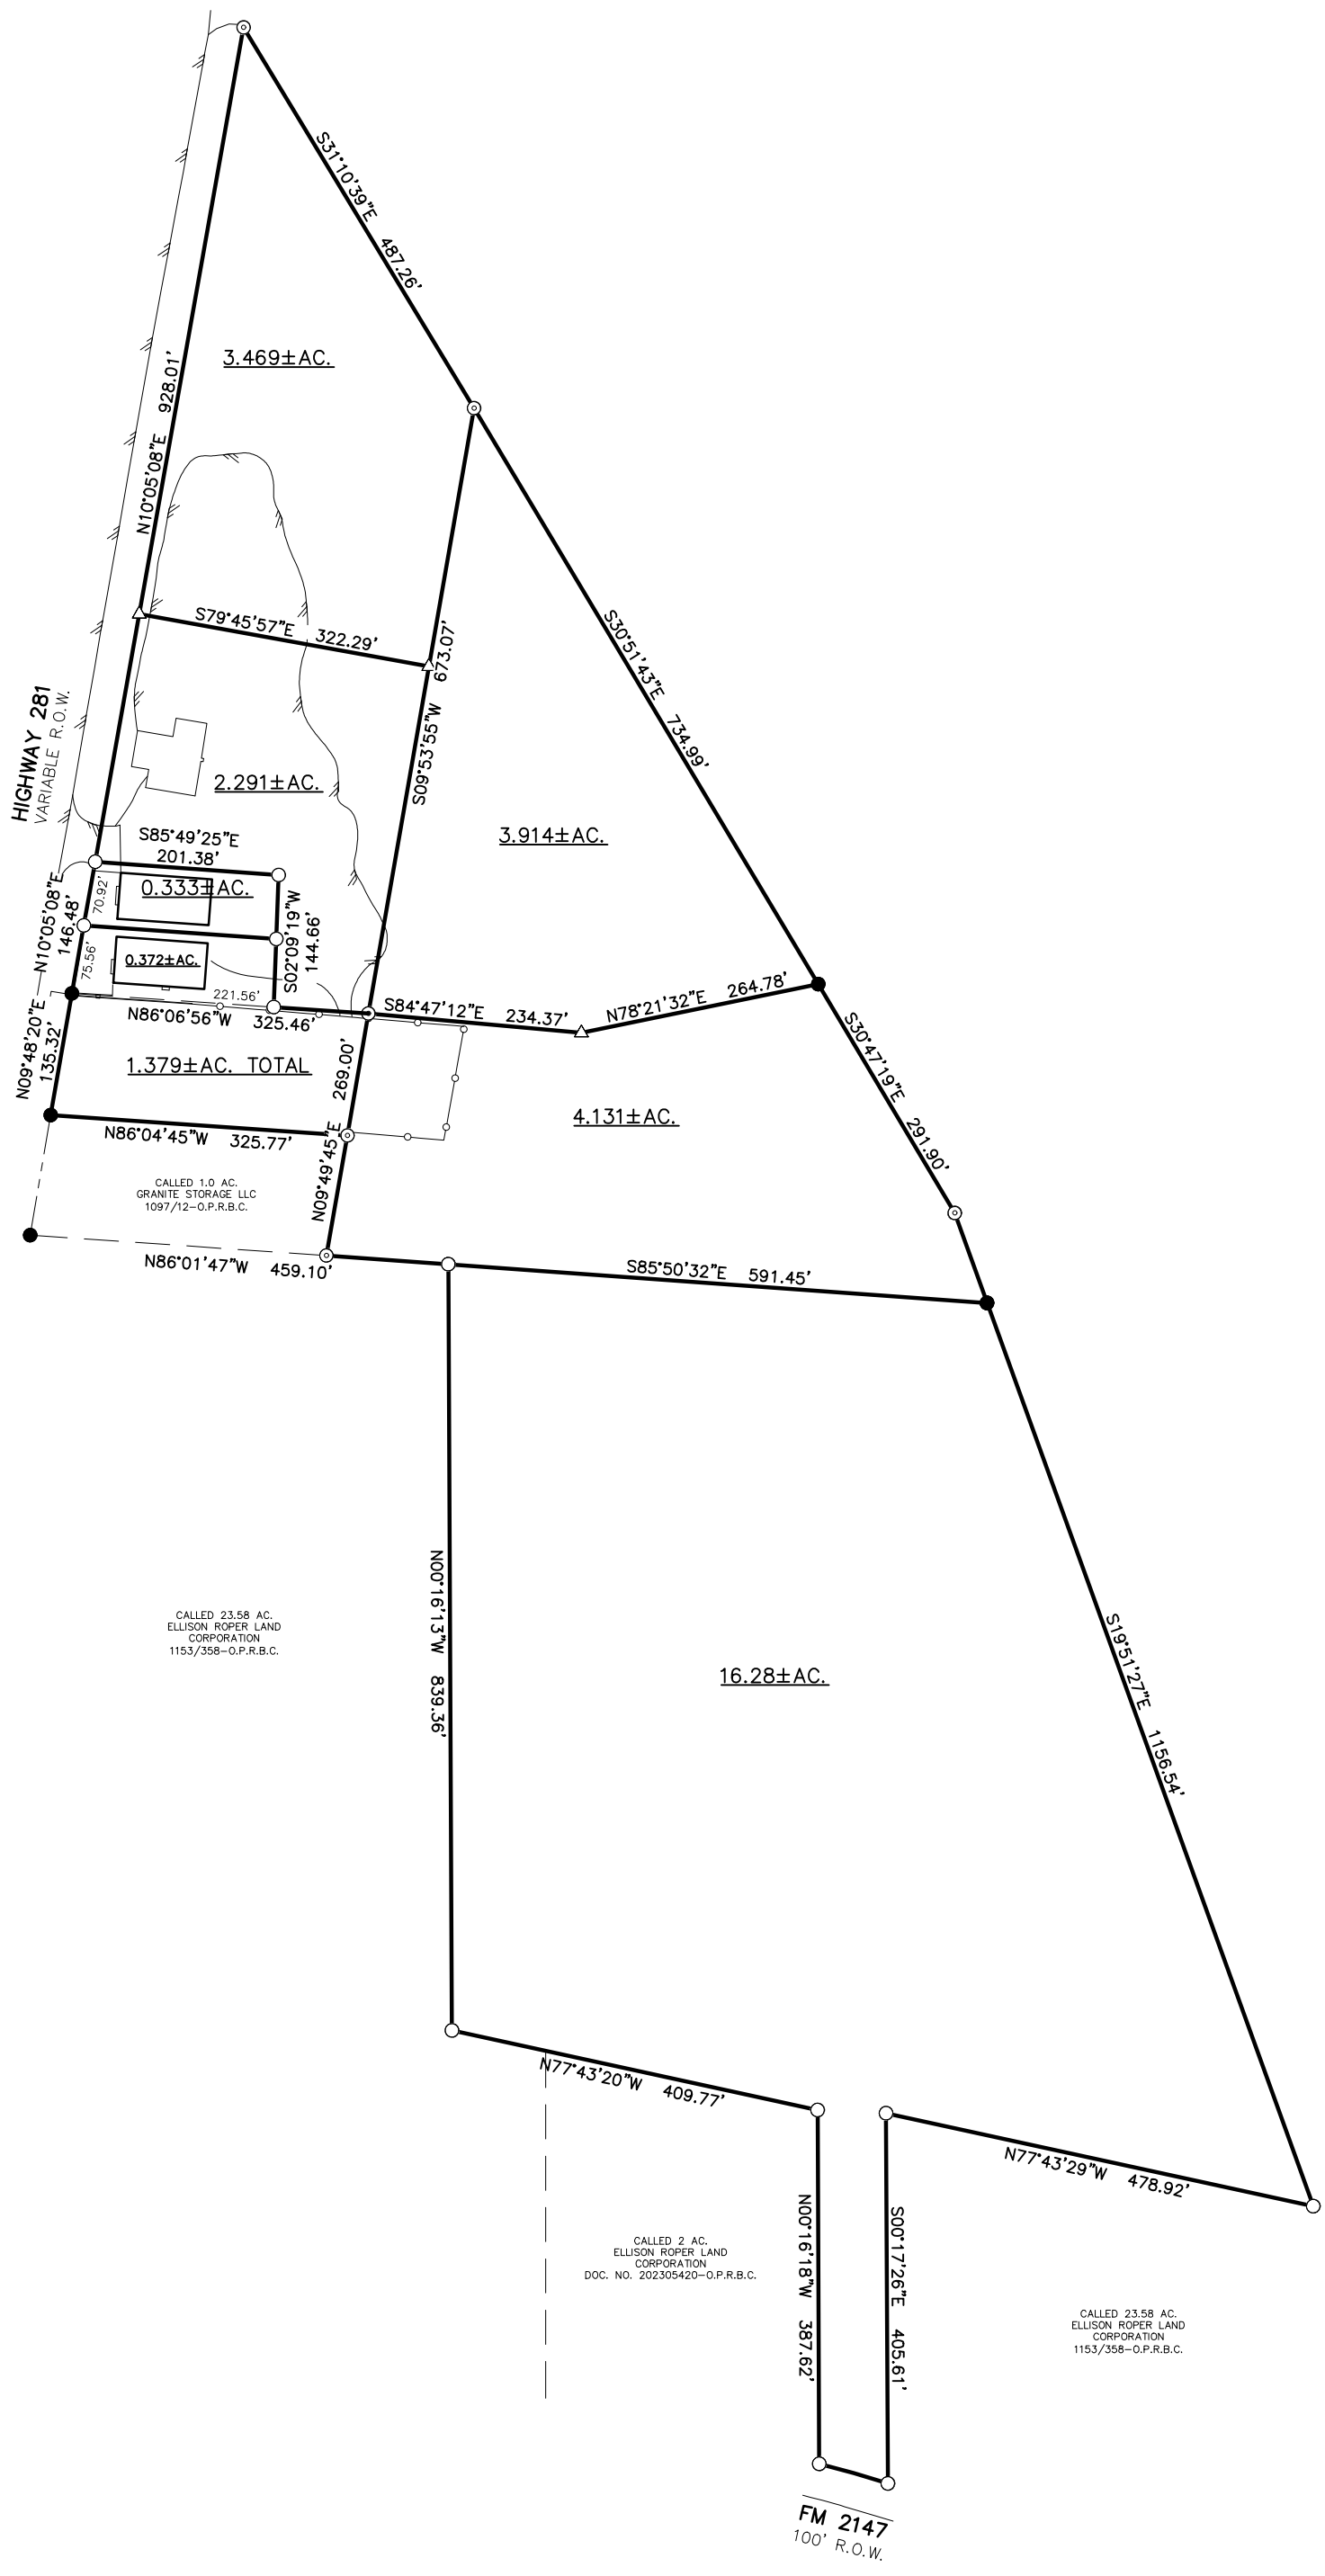 S31°10'39"E 487.26'
3.469±AC.
N10°05'08"E 928.01'
S79°45'57"E 322.29'
S30°51'43"E 734.99'
S09°53'55"W 673.07'
HIGHWAY 281
VARIABLE R.O.W.
2.291±AC.
3.914±AC.
S85°49'25"E
201.38'
0.333±AC.
70.92'
N10°05'08"E
146.48'
S02°09'19"W
144.66'
75.56'
0.372±AC.
221.56'
N86°06'56"W 325.46'
S84°47'12"E 234.37'
N78°21'32"E 264.78'
N09°48'20"E
135.32'
1.379±AC. TOTAL
N09°49'45"E 269.00'
S30°47'19"E 291.90'
4.131±AC.
N86°04'45"W 325.77'
CALLED 1.0 AC.
GRANITE STORAGE LLC
1097/12-O.P.R.B.C.
N86°01'47"W 459.10'
S85°50'32"E 591.45'
N00°16'13"W 839.36'
CALLED 23.58 AC.
ELLISON ROPER LAND
CORPORATION
1153/358-O.P.R.B.C.
16.28±AC.
S19°51'27"E 1156.54'
N77°43'20"W 409.77'
N77°43'29"W 478.92'
N00°16'18"W 387.62'
S00°17'26"E 405.61'
CALLED 2 AC.
ELLISON ROPER LAND
CORPORATION
DOC. NO. 202305420-O.P.R.B.C.
CALLED 23.58 AC.
ELLISON ROPER LAND
CORPORATION
1153/358-O.P.R.B.C.
FM 2147
100' R.O.W.